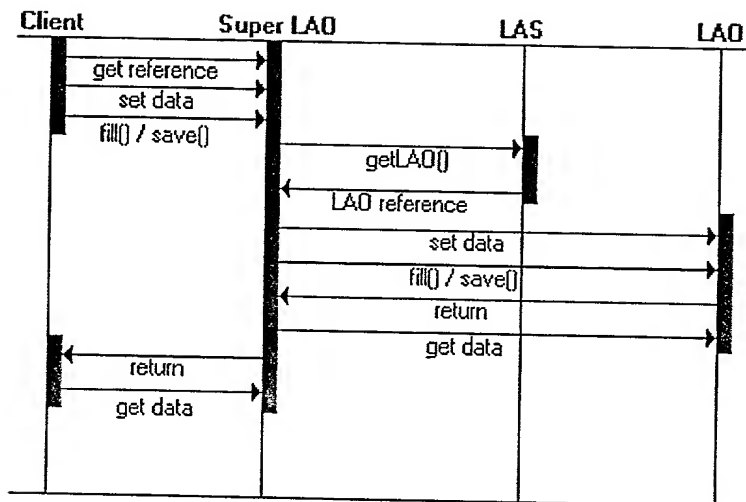 Client Super LAO LAS LAO
get reference
set data
fill() / save()
getLAO()
LAO reference
set data
fill() / save()
return
get data
return
get data